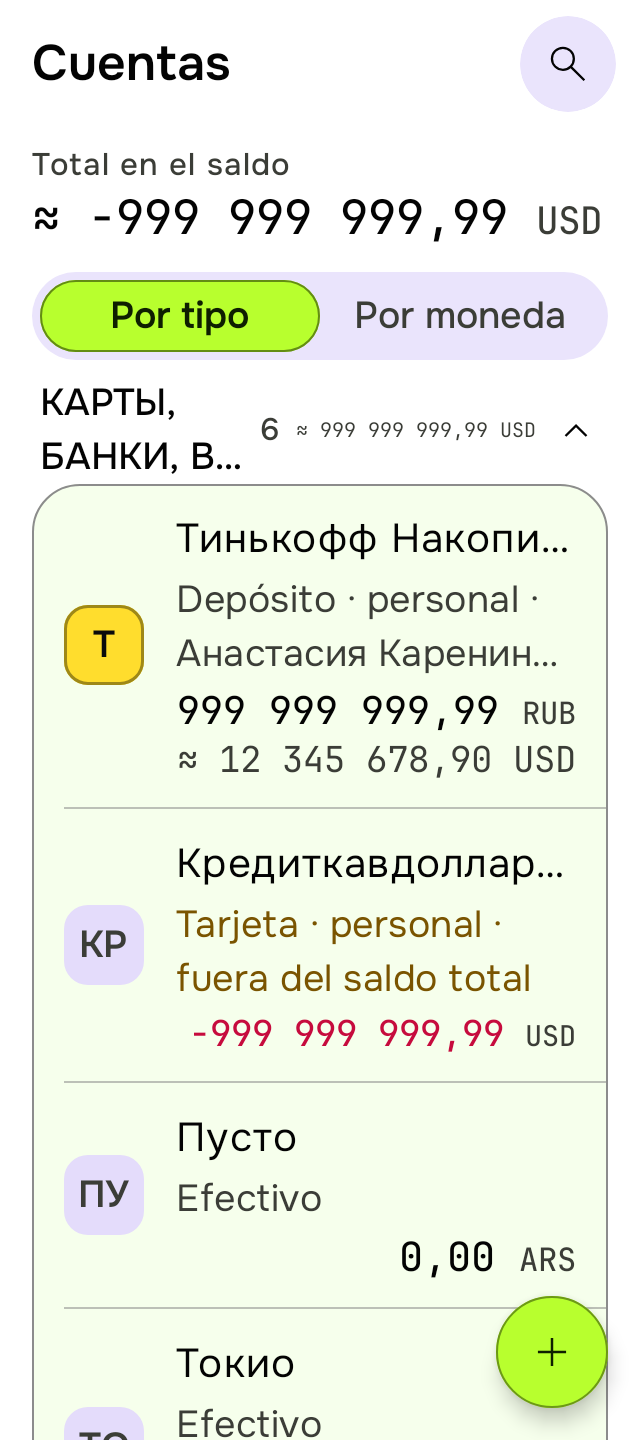 Cuentas
Total en el saldo
≈ -999 999 999,99 USD
Por tipo Por moneda
КАРТЫ,
БАНКИ, В...
6 ≈ 999 999 999,99 USD
Тинькофф Накопи...
Depósito · personal ·
Т
Анастасия Каренин...
999 999 999,99 RUB
≈ 12 345 678,90 USD
Кредиткавдоллар...
КР
Tarjeta · personal ·
fuera del saldo total
-999 999 999,99 USD
Пусто
ПУ
Efectivo
0,00 ARS
Токио
Efectivo
ТО